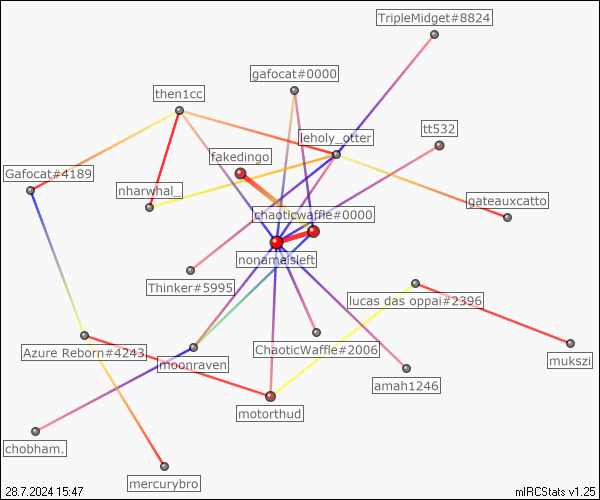 TripleMidget#8824
gafocat#0000
then1cc
tt532
leholy_otter
fakedingo
Gafocat#4189
nharwhal_
gateauxcatto
chaoticwaffle#0000
nonameisleft
Thinker#5995
lucas das oppai#2396
Azure Reborn#4243
ChaoticWaffle#2006
mukszi
moonraven
amah1246
motorthud
chobham.
mercurybro
28.7.2024 15:47
mIRCStats v1.25